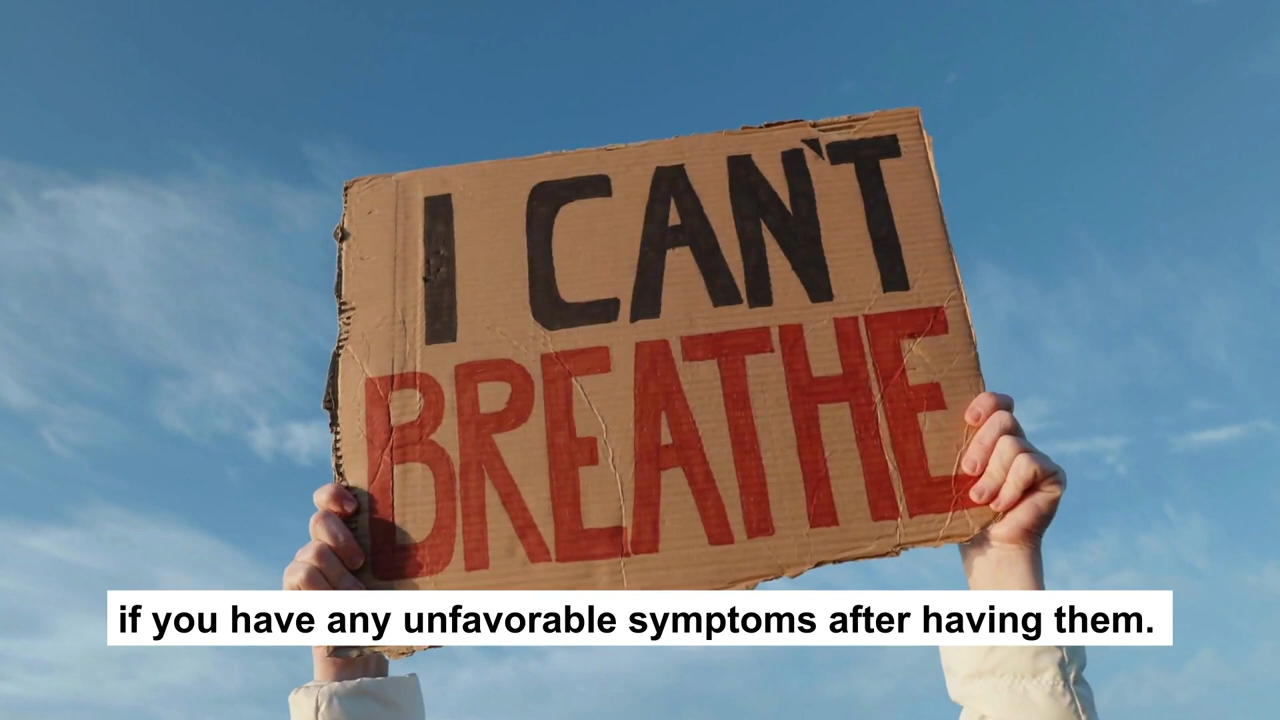 I CAN'T
BREATHE
if you have any unfavorable symptoms after having them.